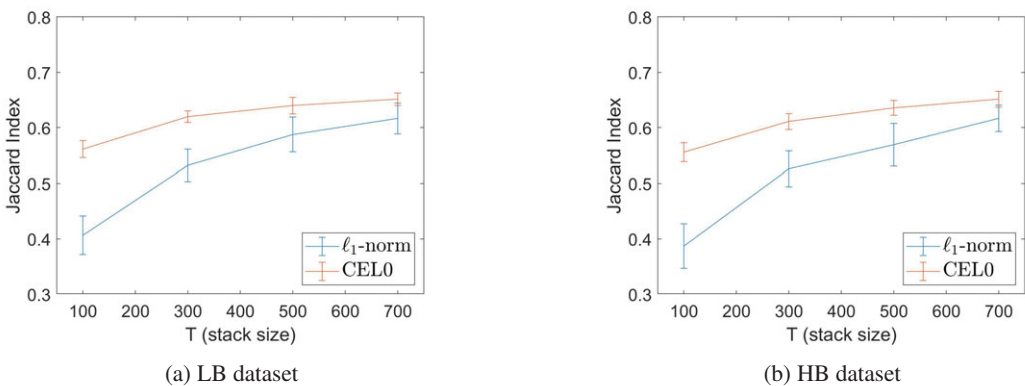 0.8
0.7
0.6
0.5
0.4
0.3
Jaccard Index
100 200 300 400 500 600 700
T (stack size)
ℓ₁-norm
CEL0
(a) LB dataset
0.8
0.7
0.6
0.5
0.4
0.3
Jaccard Index
100 200 300 400 500 600 700
T (stack size)
ℓ₁-norm
CEL0
(b) HB dataset